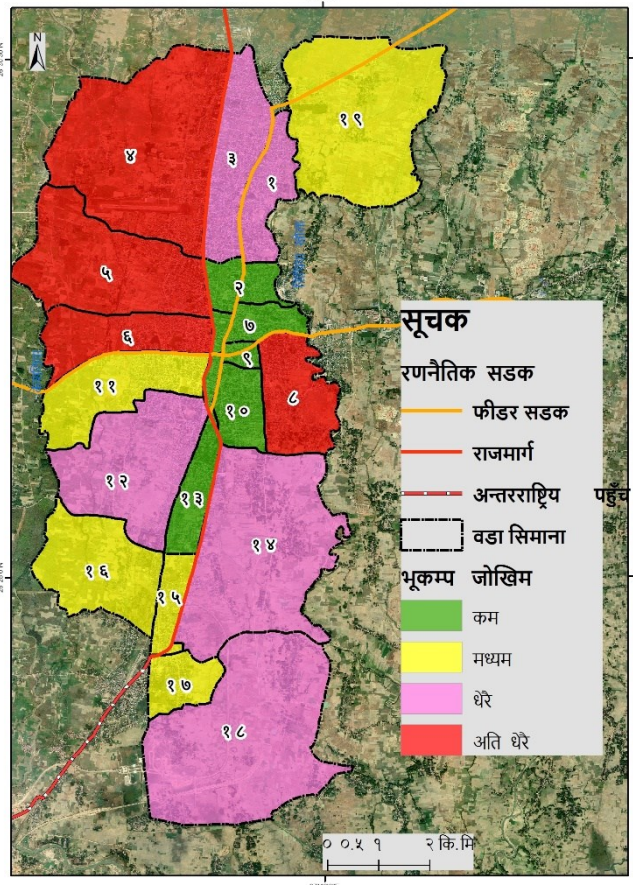 N
१९
४
३
१
५
२
७
६
९
११
८
१०
१२
१३
१४
१६
१५
१७
१८
सूचक
रणनैतिक सडक
फीडर सडक
राजमार्ग
अन्तरराष्ट्रिय पहुँच
वडा सिमाना
भूकम्प जोखिम
कम
मध्यम
धेरै
अति धेरै
० ०.५ १ २ कि.मि